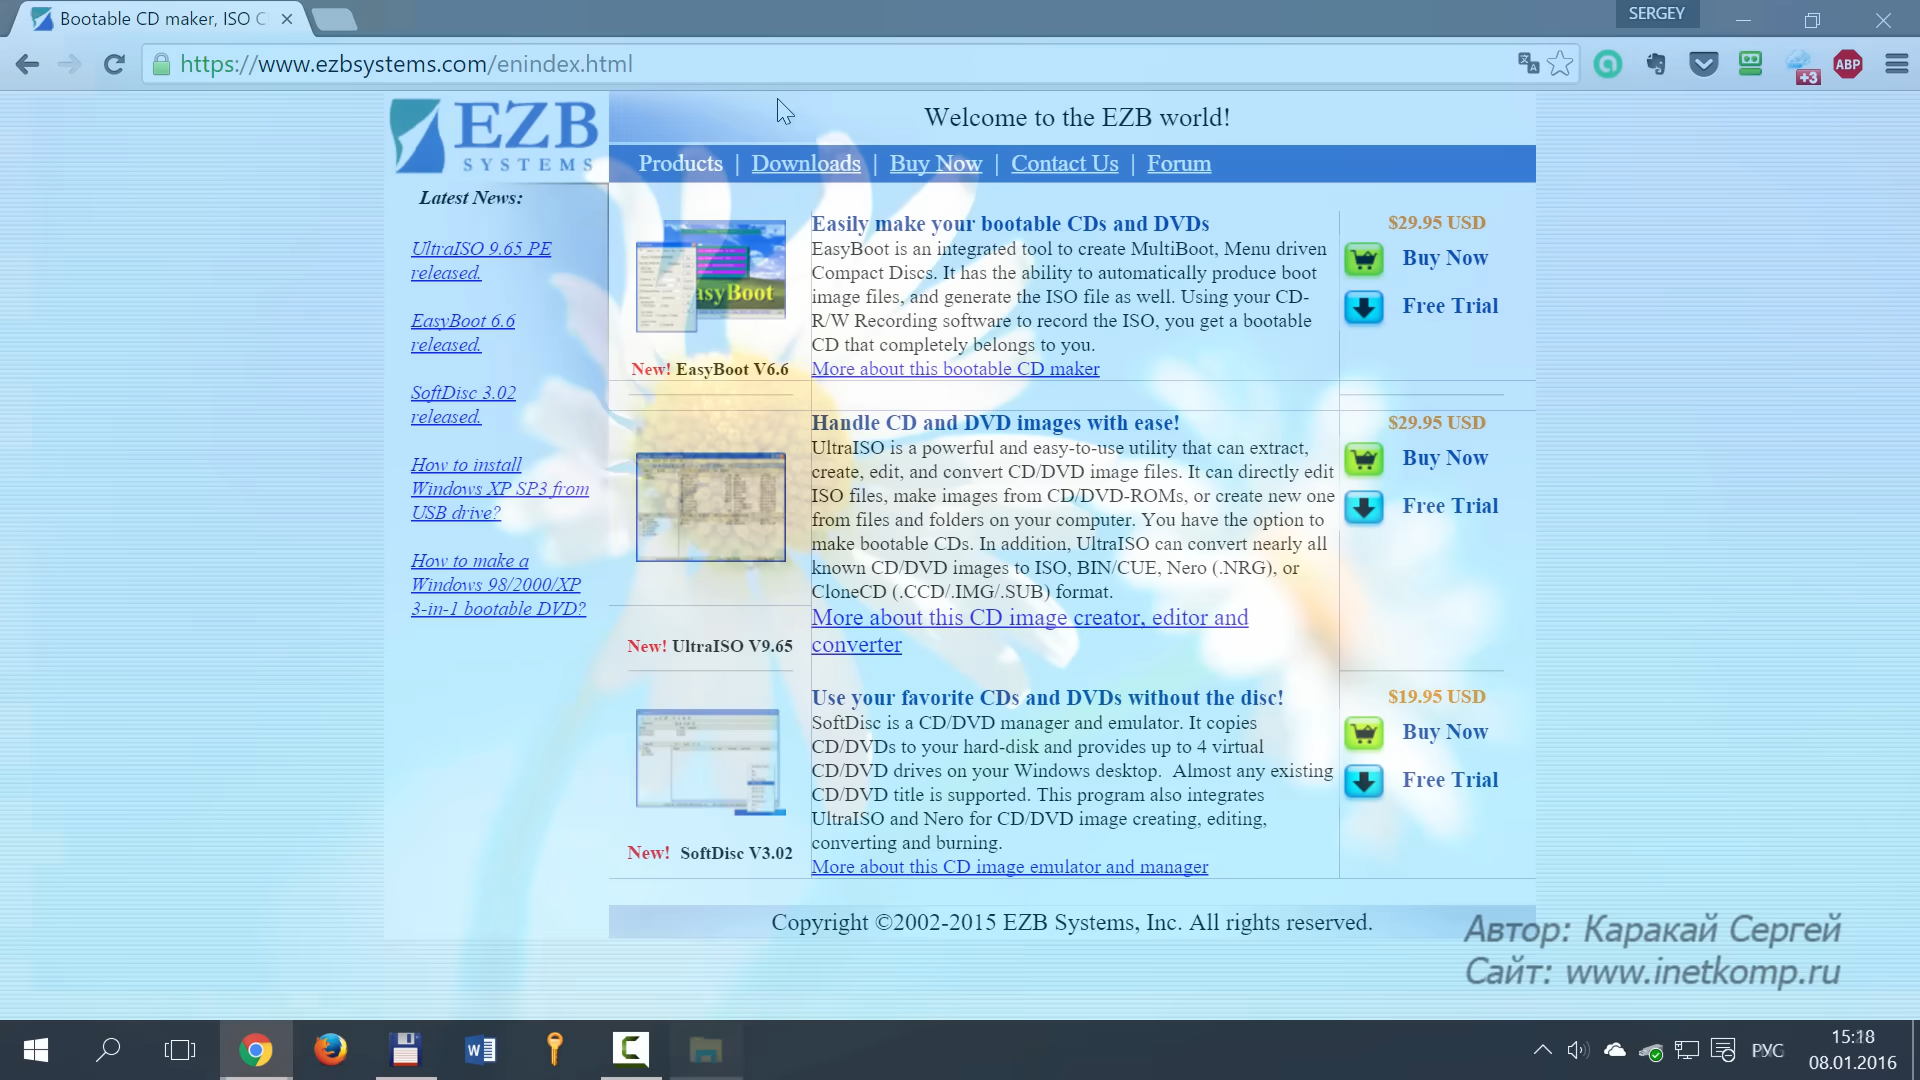 Bootable CD maker, ISO C
SERGEY
https://www.ezbsystems.com/enindex.html
ABP
+3
EZB
SYSTEMS
Welcome to the EZB world!
Products | Downloads | Buy Now | Contact Us | Forum
Latest News:
UltraISO 9.65 PE
released.
EasyBoot 6.6
released.
SoftDisc 3.02
released.
How to install
Windows XP SP3 from
USB drive?
How to make a
Windows 98/2000/XP
3-in-1 bootable DVD?
asyBoot
New! EasyBoot V6.6
Easily make your bootable CDs and DVDs
EasyBoot is an integrated tool to create MultiBoot, Menu driven
Compact Discs. It has the ability to automatically produce boot
image files, and generate the ISO file as well. Using your CD-
R/W Recording software to record the ISO, you get a bootable
CD that completely belongs to you.
More about this bootable CD maker
$29.95 USD
Buy Now
Free Trial
New! UltraISO V9.65
Handle CD and DVD images with ease!
UltraISO is a powerful and easy-to-use utility that can extract,
create, edit, and convert CD/DVD image files. It can directly edit
ISO files, make images from CD/DVD-ROMs, or create new one
from files and folders on your computer. You have the option to
make bootable CDs. In addition, UltraISO can convert nearly all
known CD/DVD images to ISO, BIN/CUE, Nero (.NRG), or
CloneCD (.CCD/.IMG/.SUB) format.
More about this CD image creator, editor and
converter
$29.95 USD
Buy Now
Free Trial
New! SoftDisc V3.02
Use your favorite CDs and DVDs without the disc!
SoftDisc is a CD/DVD manager and emulator. It copies
CD/DVDs to your hard-disk and provides up to 4 virtual
CD/DVD drives on your Windows desktop. Almost any existing
CD/DVD title is supported. This program also integrates
UltraISO and Nero for CD/DVD image creating, editing,
converting and burning.
More about this CD image emulator and manager
$19.95 USD
Buy Now
Free Trial
Copyright ©2002-2015 EZB Systems, Inc. All rights reserved.
Автор: Каракай Сергей
Сайт: www.inetkomp.ru
РУС
15:18
08.01.2016